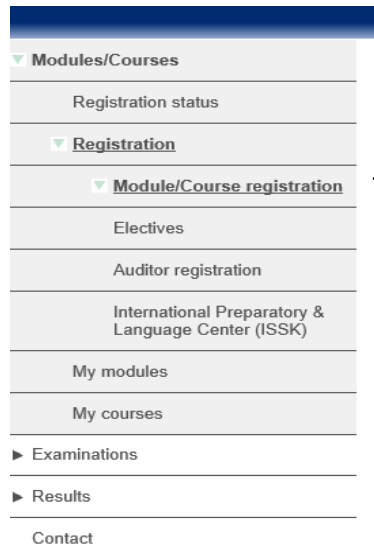 Modules/Courses
Registration status
Registration
Module/Course registration
Electives
Auditor registration
International Preparatory &
Language Center (ISSK)
My modules
My courses
Examinations
Results
Contact